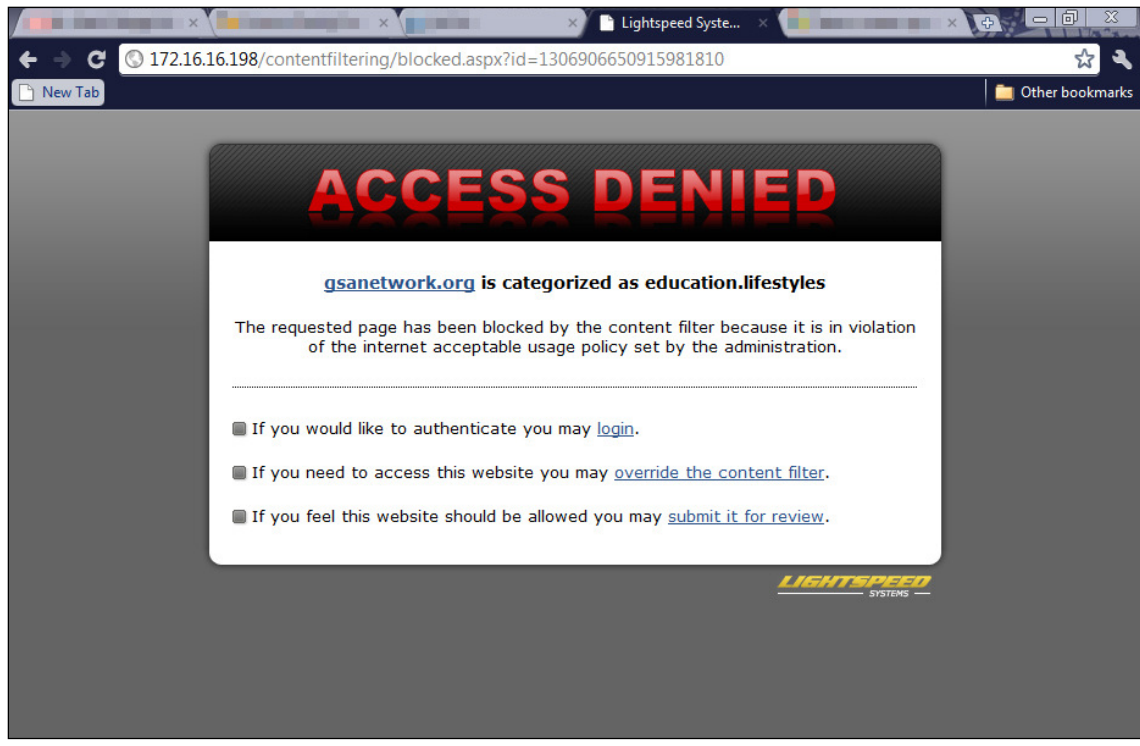 Lightspeed Syste...
172.16.16.198/contentfiltering/blocked.aspx?id=1306906650915981810
New Tab
Other bookmarks
ACCESS DENIED
gsanetwork.org is categorized as education.lifestyles
The requested page has been blocked by the content filter because it is in violation
of the internet acceptable usage policy set by the administration.
If you would like to authenticate you may login.
If you need to access this website you may override the content filter.
If you feel this website should be allowed you may submit it for review.
LIGHTSPEED
SYSTEMS